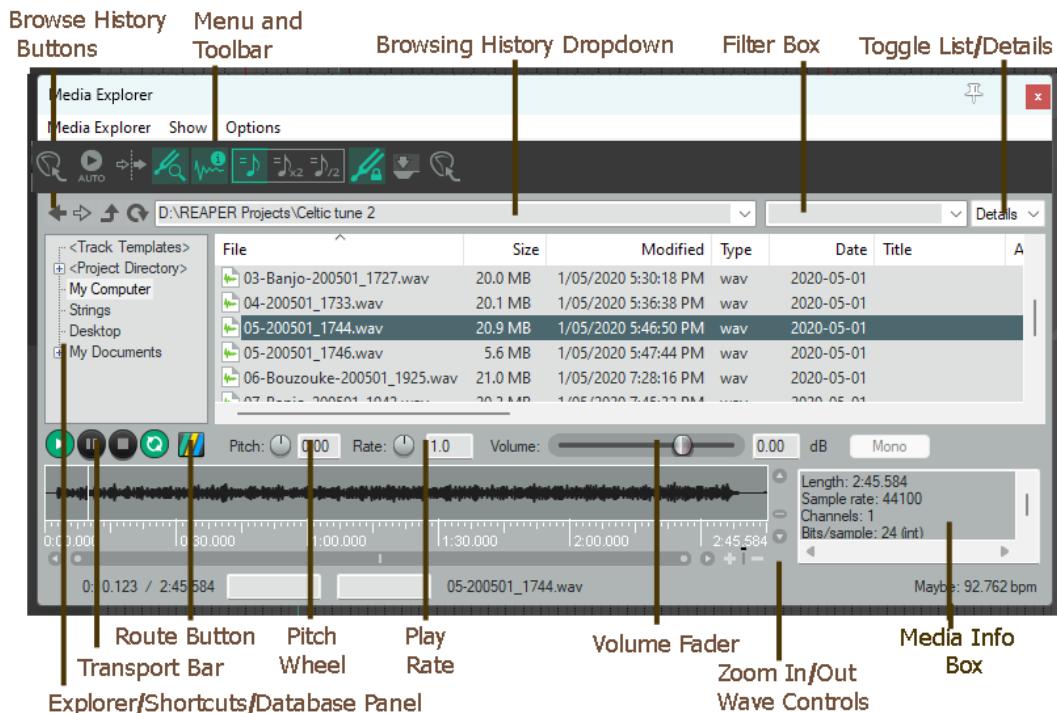 Browse History Buttons
Menu and Toolbar
Browsing History Dropdown
Filter Box
Toggle List/Details
Media Explorer
x
Media Explorer Show Options
AUTO
x2
/2
D:\REAPER Projects\Celtic tune 2
Details
<Track Templates>
<Project Directory>
My Computer
Strings
Desktop
My Documents
File Size Modified Type Date Title A
03-Banjo-200501_1727.wav 20.0 MB 1/05/2020 5:30:18 PM wav 2020-05-01
04-200501_1733.wav 20.1 MB 1/05/2020 5:36:38 PM wav 2020-05-01
05-200501_1744.wav 20.9 MB 1/05/2020 5:46:50 PM wav 2020-05-01
05-200501_1746.wav 5.6 MB 1/05/2020 5:47:44 PM wav 2020-05-01
06-Bouzouke-200501_1925.wav 21.0 MB 1/05/2020 7:28:16 PM wav 2020-05-01
Pitch: 0.00 Rate: 1.0 Volume: 0.00 dB Mono
Length: 2:45.584
Sample rate: 44100
Channels: 1
Bits/sample: 24 (int)
0:00.000 0:30.000 1:00.000 1:30.000 2:00.000 2:45.584
2:45.584 05-200501_1744.wav Maybe: 92.762 bpm
Route Button
Transport Bar
Explorer/Shortcuts/Database Panel
Pitch Wheel
Play Rate
Volume Fader
Zoom In/Out
Wave Controls
Media Info Box